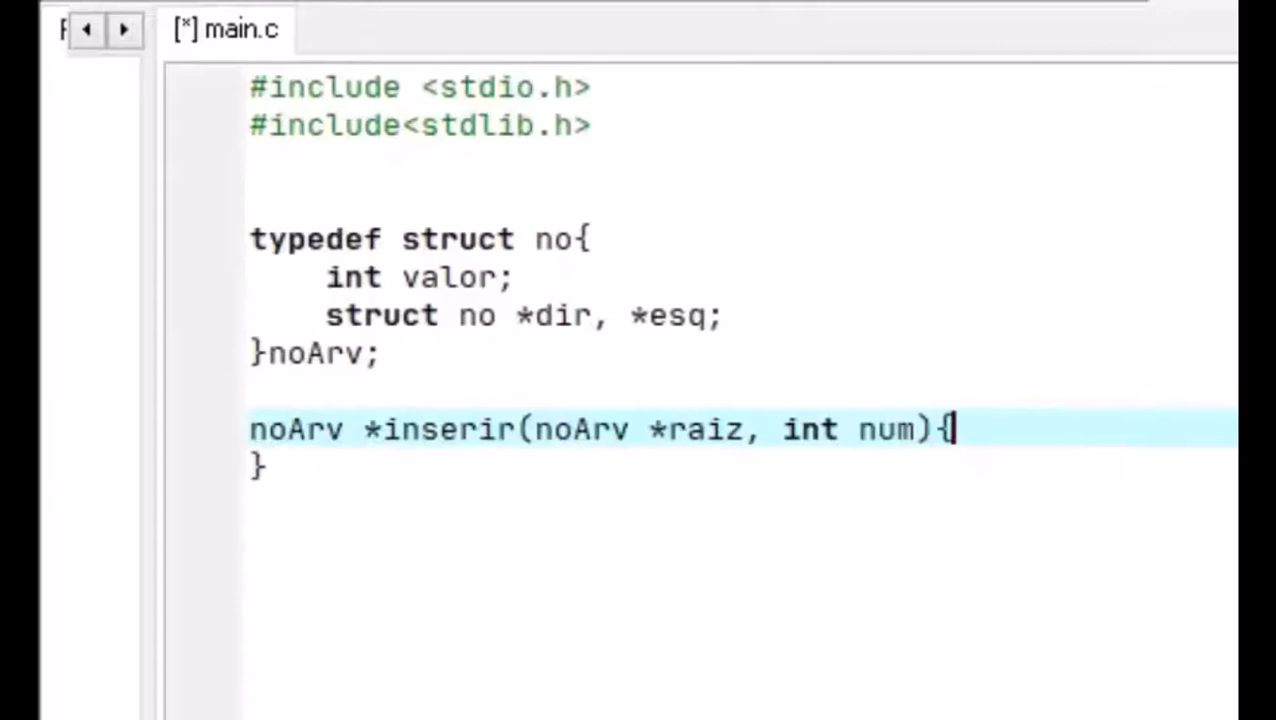 [*] main.c
#include <stdio.h>
#include<stdlib.h>
typedef struct no{
int valor;
struct no *dir, *esq;
}noArv;
noArv *inserir(noArv *raiz, int num){
}